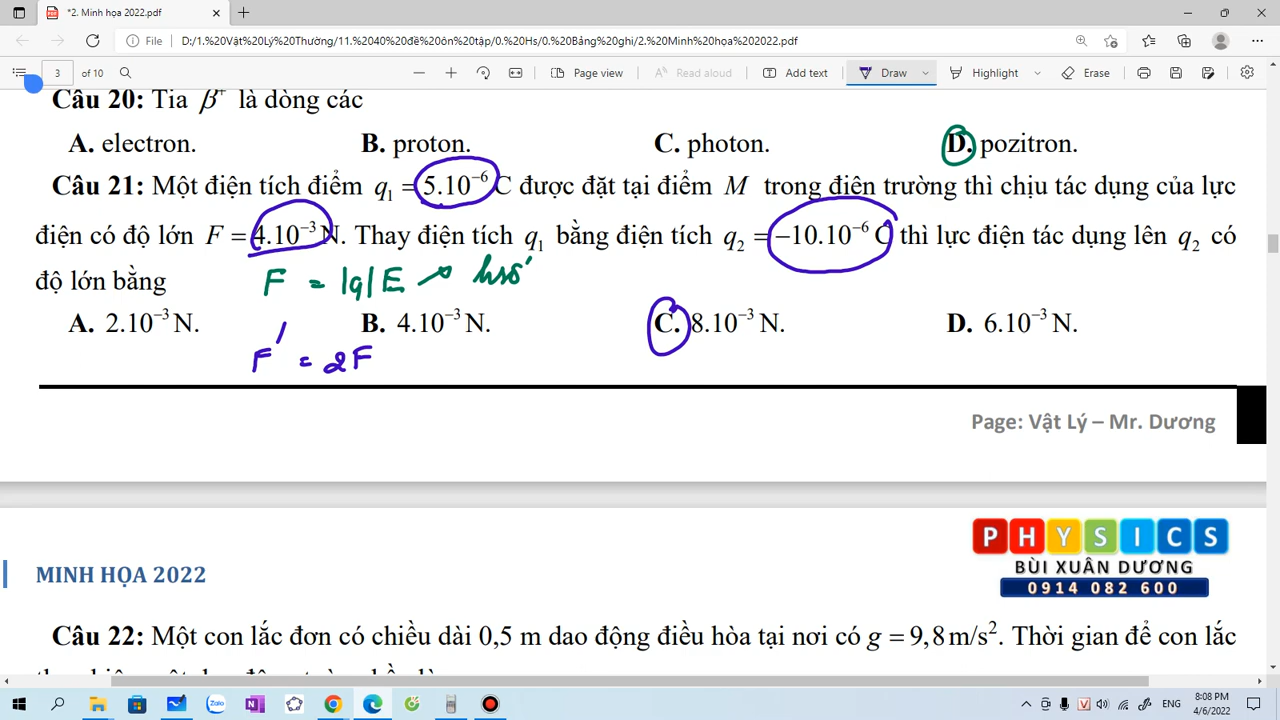 *2. Minh họa 2022.pdf
File D:/1.%20Vật%20Lý%20Thường/11.%2040%20đề%20ôn%20tập/0.%20Hs/0.%20Bảng%20ghi/2.%20Minh%20họa%202022.pdf
3 of 10 Page view Read aloud Add text Draw Highlight Erase
Câu 20: Tia β⁺ là dòng các
A. electron. B. proton. C. photon. D. pozitron.
Câu 21: Một điện tích điểm q₁ = 5.10⁻⁶ C được đặt tại điểm M trong điện trường thì chịu tác dụng của lực
điện có độ lớn F = 4.10⁻³ N. Thay điện tích q₁ bằng điện tích q₂ = −10.10⁻⁶ C thì lực điện tác dụng lên q₂ có
độ lớn bằng F = |q|E → hsố
A. 2.10⁻³ N. B. 4.10⁻³ N. C. 8.10⁻³ N. D. 6.10⁻³ N.
F' = 2F
Page: Vật Lý – Mr. Dương
PHYSICS
BÙI XUÂN DƯƠNG
0914 082 600
MINH HỌA 2022
Câu 22: Một con lắc đơn có chiều dài 0,5 m dao động điều hòa tại nơi có g = 9,8 m/s². Thời gian để con lắc
Zalo
ENG
8:08 PM
4/6/2022